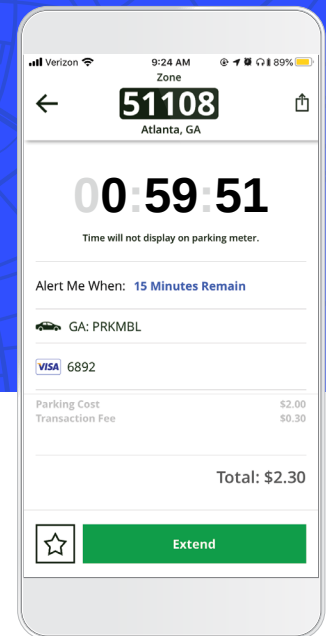 Verizon 9:24 AM 89%
Zone
51108
Atlanta, GA
00:59:51
Time will not display on parking meter.
Alert Me When: 15 Minutes Remain
GA: PRKMBL
VISA 6892
Parking Cost $2.00
Transaction Fee $0.30
Total: $2.30
Extend